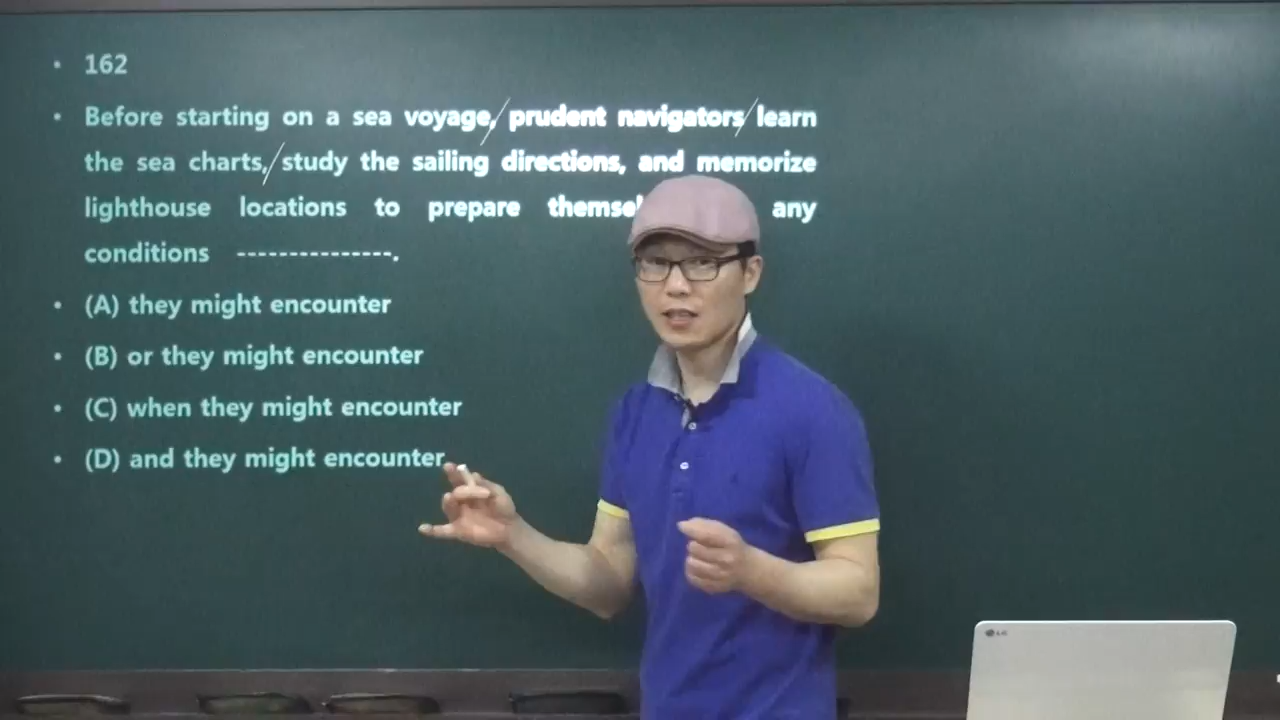 162
Before starting on a sea voyage, prudent navigators learn
the sea charts, study the sailing directions, and memorize
lighthouse locations to prepare any
conditions ---------------.
(A) they might encounter
(B) or they might encounter
(C) when they might encounter
(D) and they might encounter
LG